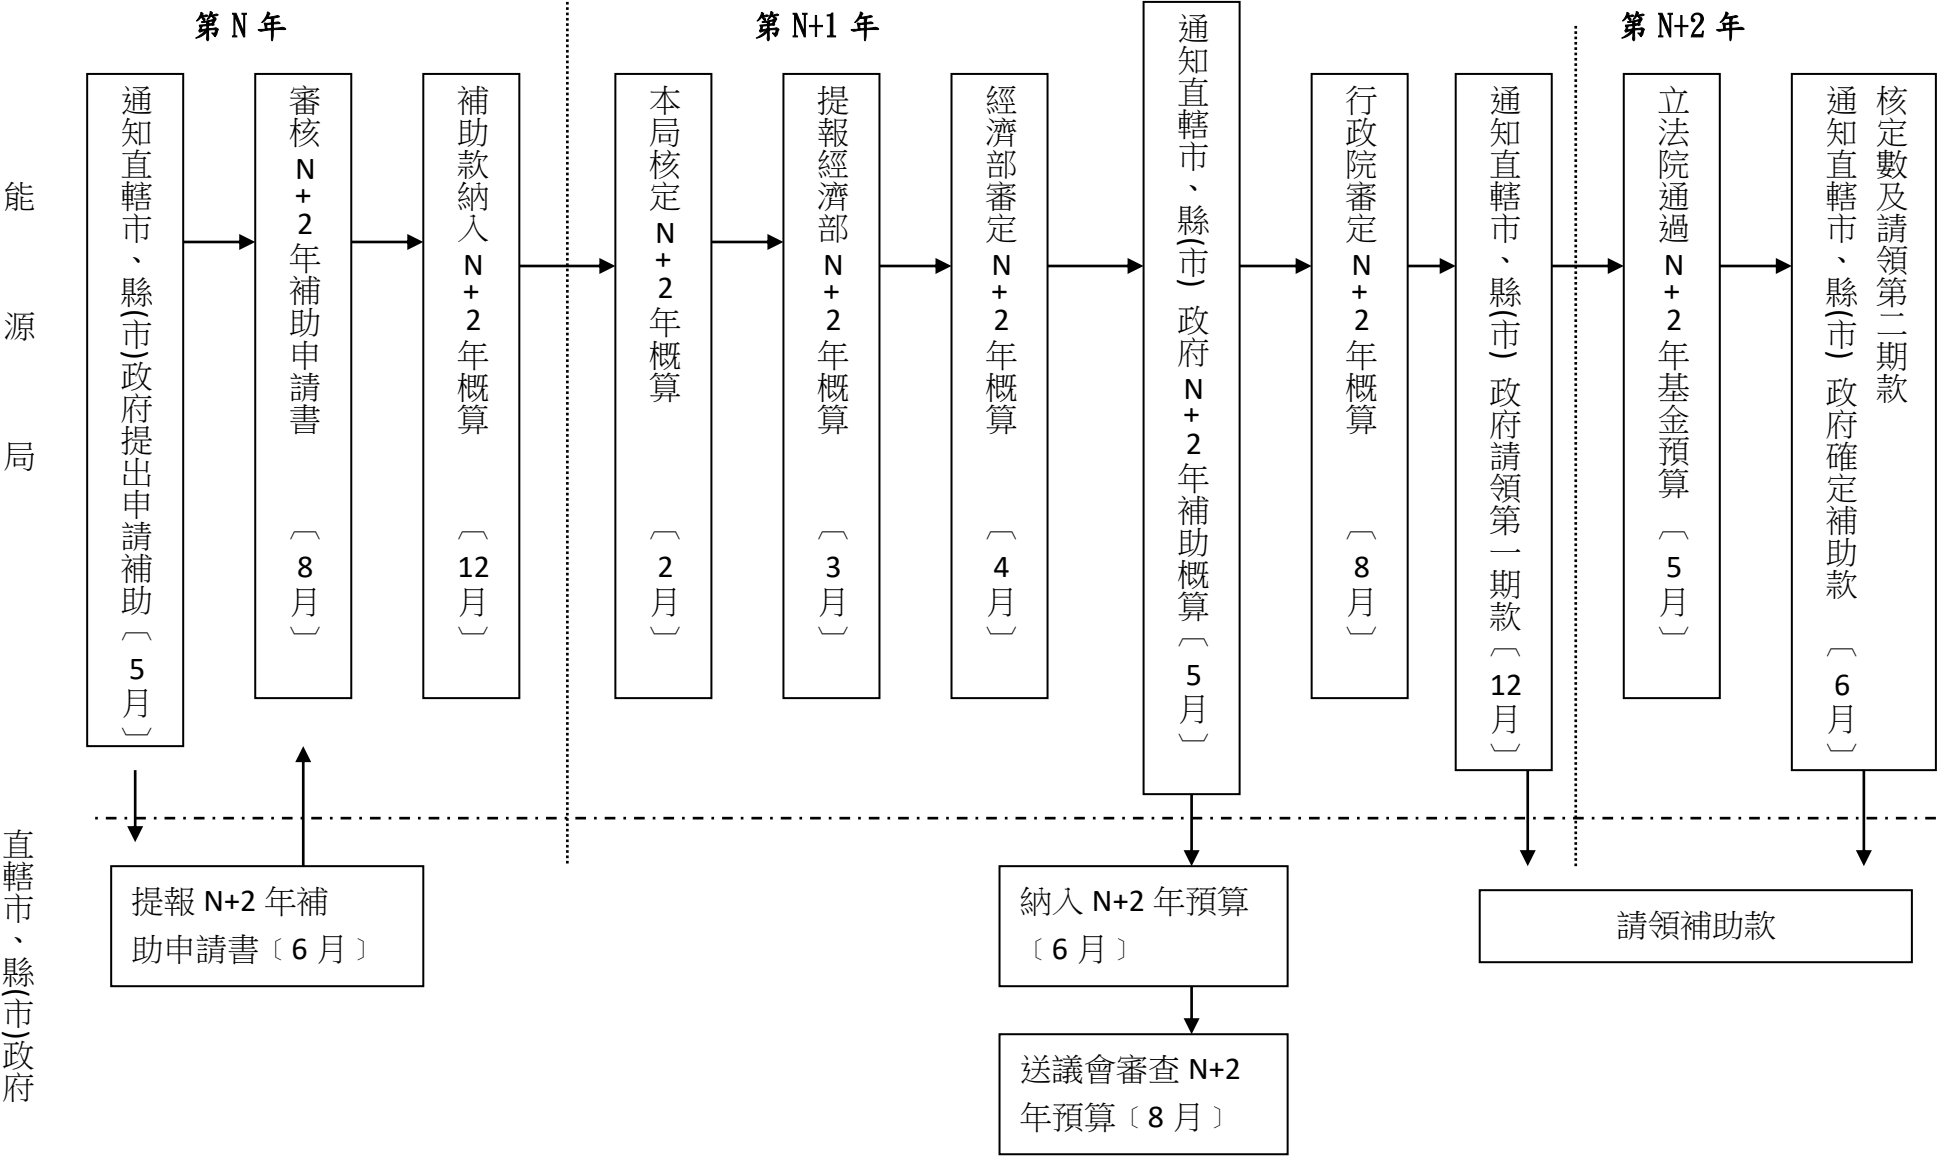 第 N 年
第 N+1 年
第 N+2 年
能源局
通知直轄市、縣(市)政府提出申請補助〔5月〕
審核N+2年補助申請書〔8月〕
補助款納入N+2年概算〔12月〕
本局核定N+2年概算〔2月〕
提報經濟部N+2年概算〔3月〕
經濟部審定N+2年概算〔4月〕
通知直轄市、縣(市)政府N+2年補助概算〔5月〕
行政院審定N+2年概算〔8月〕
通知直轄市、縣(市)政府請領第一期款〔12月〕
立法院通過N+2年基金預算〔5月〕
核定數及請領第二期款
通知直轄市、縣(市)政府確定補助款〔6月〕
直轄市、縣(市)政府
提報 N+2 年補
助申請書﹝6 月﹞
納入 N+2 年預算
﹝6 月﹞
送議會審查 N+2
年預算﹝8 月﹞
請領補助款